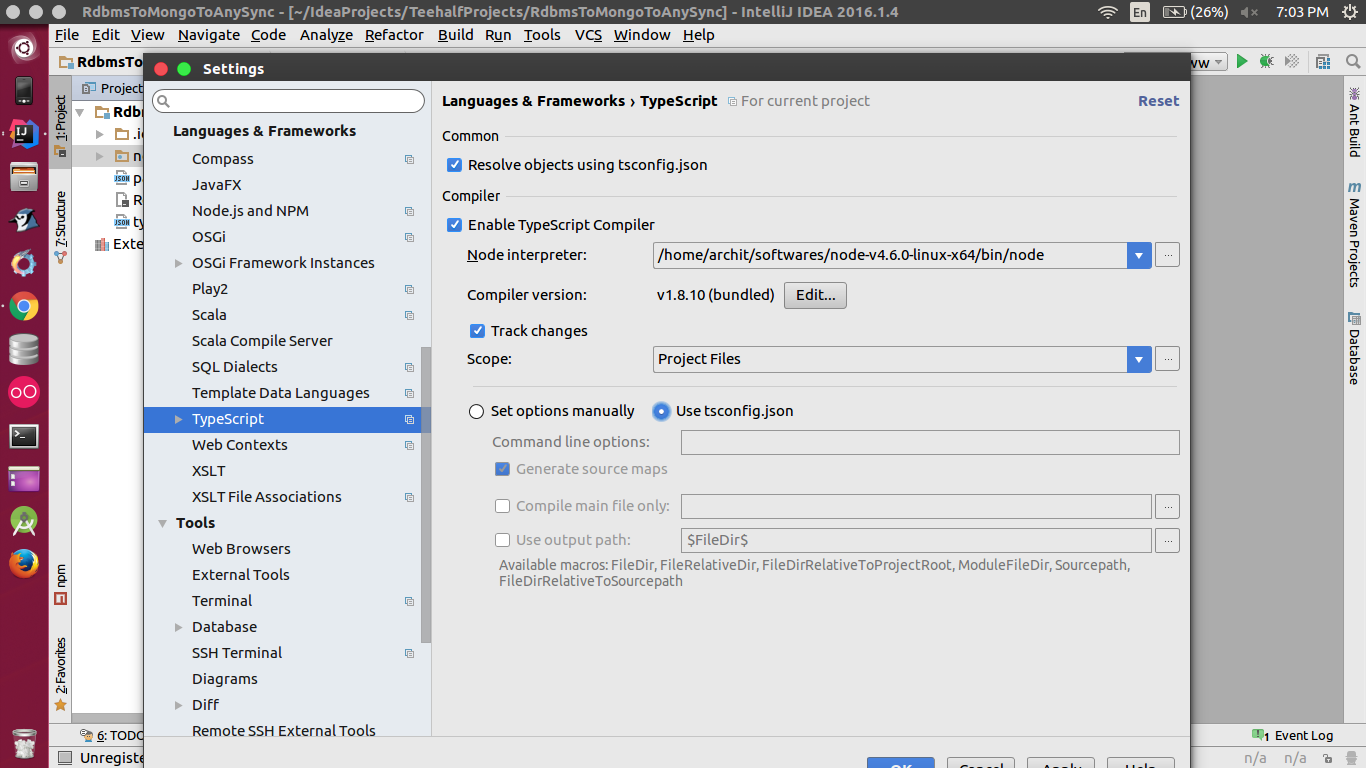 RdbmsToMongoToAnySync - [~/IdeaProjects/TeehalfProjects/RdbmsToMongoToAnySync] - IntelliJ IDEA 2016.1.4
En (26%) 7:03 PM
File Edit View Navigate Code Analyze Refactor Build Run Tools VCS Window Help
RdbmsTo
ww
Settings
Project
1: Project
7: Structure
npm
2: Favorites
Rdbm
.i
n
p
R
ty
Exte
Languages & Frameworks
Compass
JavaFX
Node.js and NPM
OSGi
OSGi Framework Instances
Play2
Scala
Scala Compile Server
SQL Dialects
Template Data Languages
TypeScript
Web Contexts
XSLT
XSLT File Associations
Tools
Web Browsers
External Tools
Terminal
Database
SSH Terminal
Diagrams
Diff
Remote SSH External Tools
Languages & Frameworks › TypeScript For current project Reset
Common
Resolve objects using tsconfig.json
Compiler
Enable TypeScript Compiler
Node interpreter: /home/archit/softwares/node-v4.6.0-linux-x64/bin/node ...
Compiler version: v1.8.10 (bundled) Edit...
Track changes
Scope: Project Files ...
Set options manually Use tsconfig.json
Command line options:
Generate source maps
Compile main file only: ...
Use output path: $FileDir$ ...
Available macros: FileDir, FileRelativeDir, FileDirRelativeToProjectRoot, ModuleFileDir, Sourcepath,
FileDirRelativeToSourcepath
OK Cancel Apply Help
Ant Build
m Maven Projects
Database
6: TODO
1 Event Log
Unregiste
n/a n/a